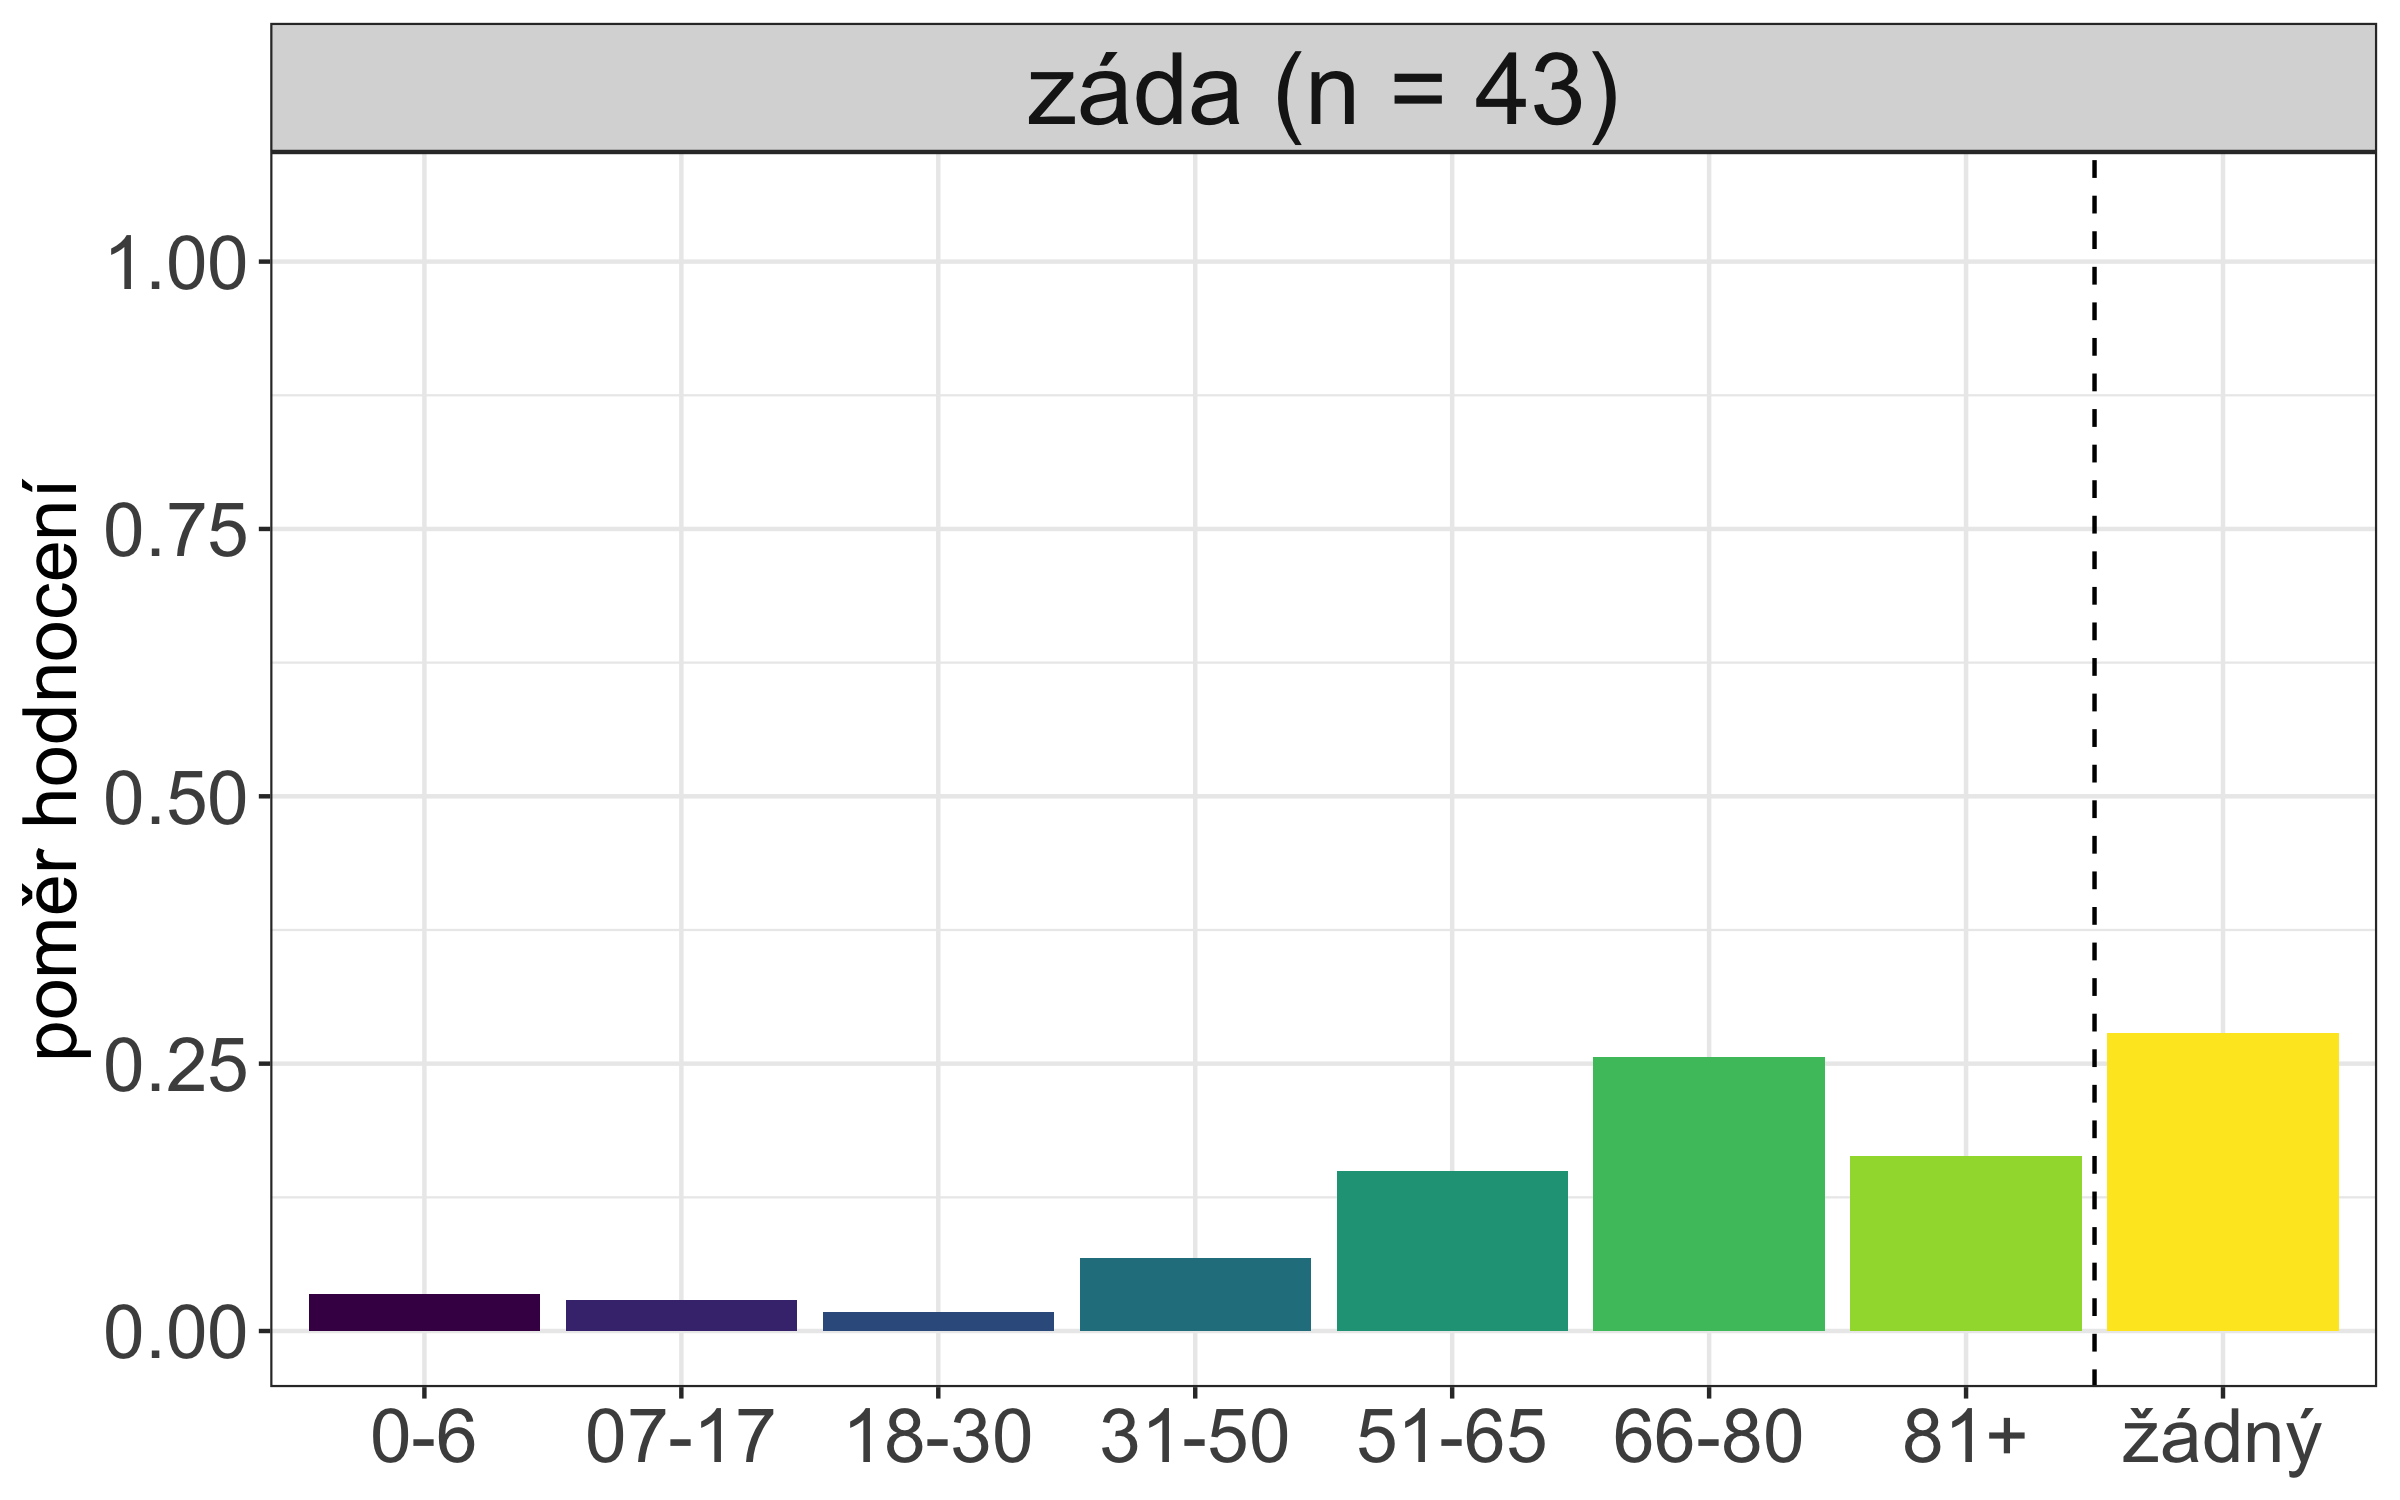 záda (n = 43)
poměr hodnocení
1.00
0.75
0.50
0.25
0.00
0-6 07-17 18-30 31-50 51-65 66-80 81+ žádný